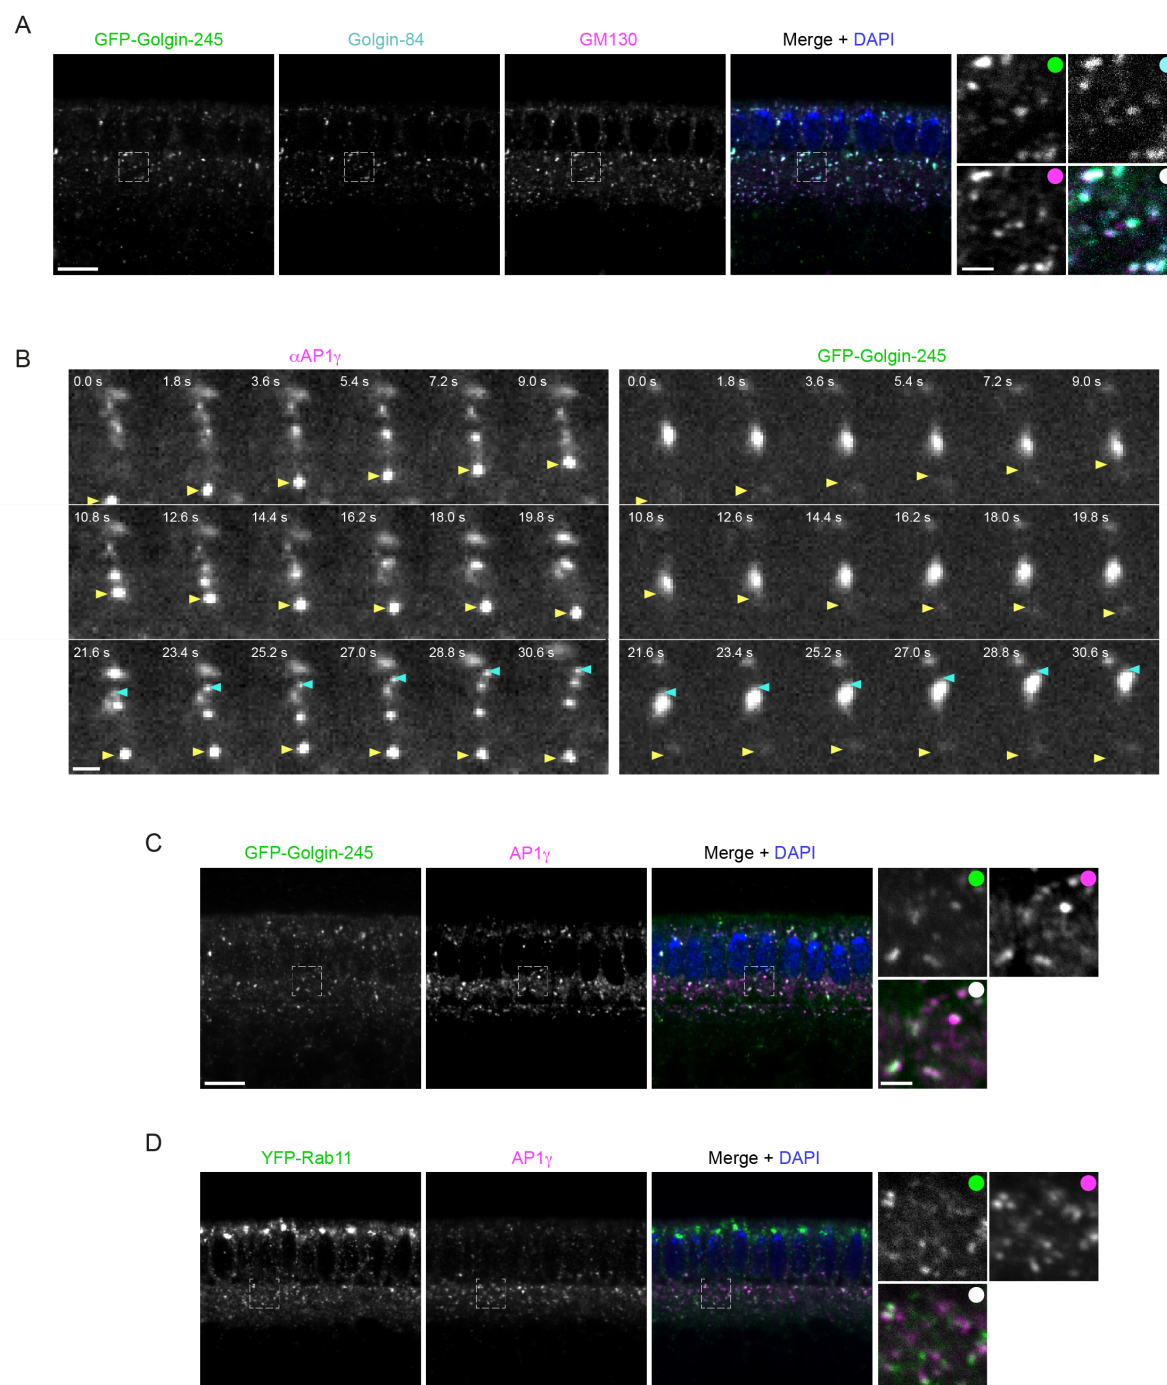 A
GFP-Golgin-245 Golgin-84 GM130 Merge + DAPI
B
αAP1γ GFP-Golgin-245
0.0 s 1.8 s 3.6 s 5.4 s 7.2 s 9.0 s 0.0 s 1.8 s 3.6 s 5.4 s 7.2 s 9.0 s
10.8 s 12.6 s 14.4 s 16.2 s 18.0 s 19.8 s 10.8 s 12.6 s 14.4 s 16.2 s 18.0 s 19.8 s
21.6 s 23.4 s 25.2 s 27.0 s 28.8 s 30.6 s 21.6 s 23.4 s 25.2 s 27.0 s 28.8 s 30.6 s
C
GFP-Golgin-245 AP1γ Merge + DAPI
D
YFP-Rab11 AP1γ Merge + DAPI